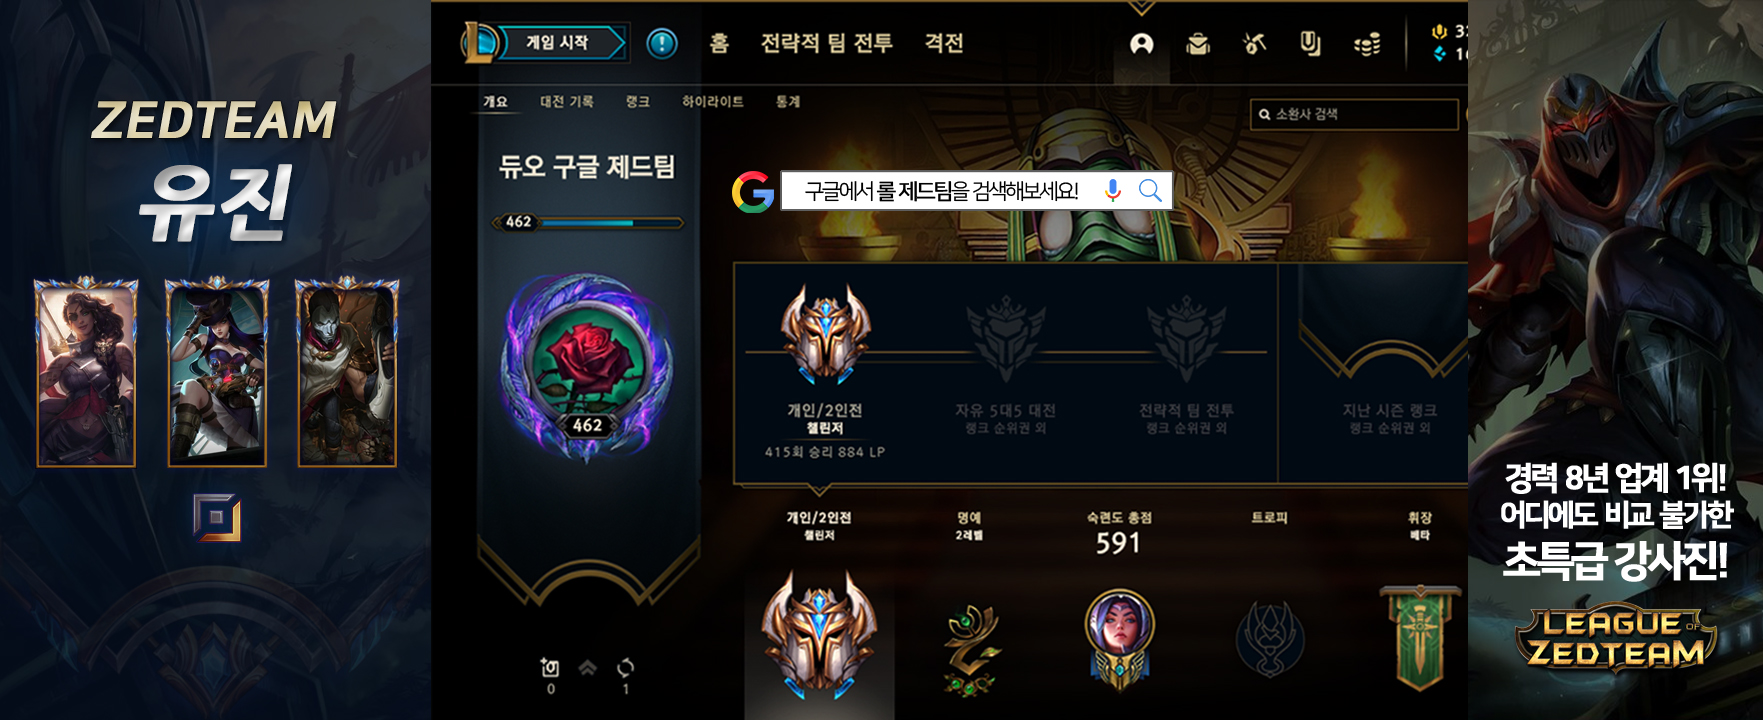 ZEDTEAM
유진
게임 시작
홈
전략적 팀 전투
격전
개요
대전 기록
랭크
하이라이트
통계
소환사 검색
듀오 구글 제드팀
462
구글에서 롤 제드팀을 검색해보세요!
462
개인/2인전
챌린저
415회 승리 884 LP
자유 5대5 대전
랭크 순위권 외
전략적 팀 전투
랭크 순위권 외
지난 시즌 랭크
랭크 순위권 외
개인/2인전
챌린저
명예
2레벨
숙련도 총점
591
트로피
휘장
베타
0
1
경력 8년 업계 1위!
어디에도 비교 불가한
초특급 강사진!
LEAGUE OF
ZEDTEAM